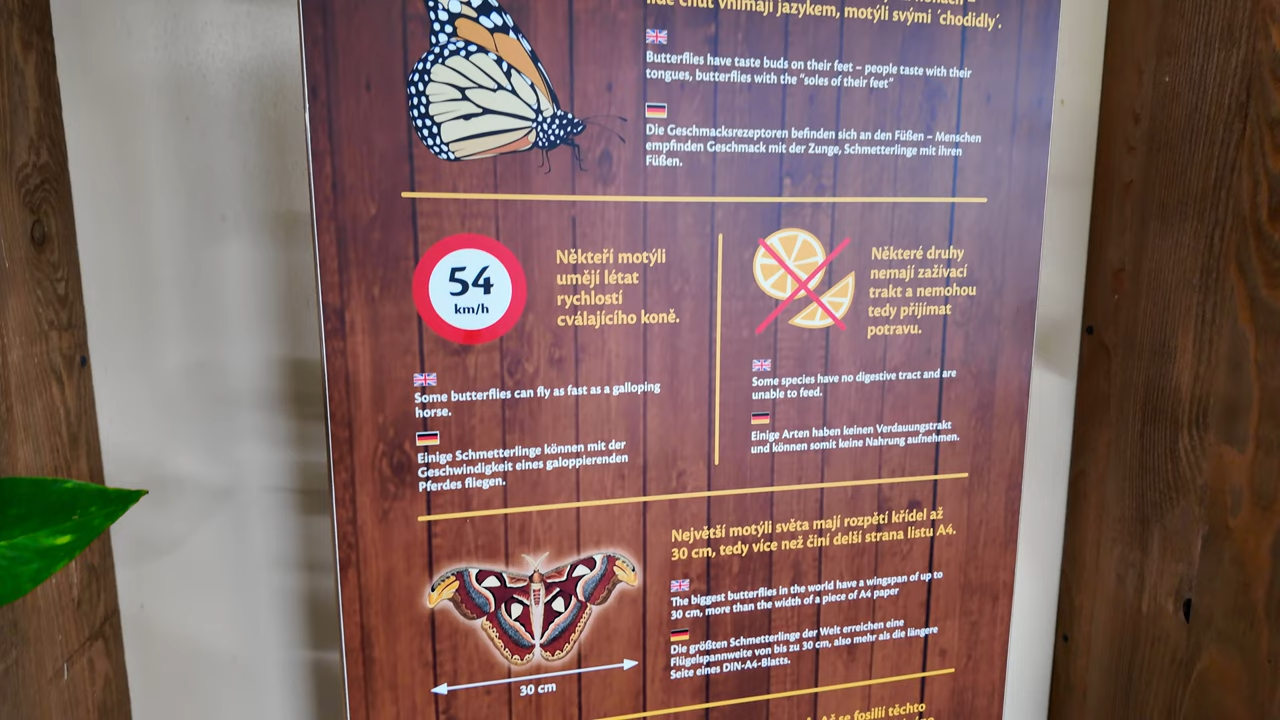 lidé chuť vnímají jazykem, motýli svými ´chodidly´.
Butterflies have taste buds on their feet – people taste with their
tongues, butterflies with the "soles of their feet"
Die Geschmacksrezeptoren befinden sich an den Füßen – Menschen
empfinden Geschmack mit der Zunge, Schmetterlinge mit ihren
Füßen.
54
km/h
Někteří motýli
umějí létat
rychlostí
cválajícího koně.
Some butterflies can fly as fast as a galloping
horse.
Einige Schmetterlinge können mit der
Geschwindigkeit eines galoppierenden
Pferdes fliegen.
Některé druhy
nemají zažívací
trakt a nemohou
tedy přijímat
potravu.
Some species have no digestive tract and are
unable to feed.
Einige Arten haben keinen Verdauungstrakt
und können somit keine Nahrung aufnehmen.
Největší motýli světa mají rozpětí křídel až
30 cm, tedy více než činí delší strana listu A4.
The biggest butterflies in the world have a wingspan of up to
30 cm, more than the width of a piece of A4 paper
Die größten Schmetterlinge der Welt erreichen eine
Flügelspannweite von bis zu 30 cm, also mehr als die längere
Seite eines DIN-A4-Blatts.
30 cm
se fosilií těchto